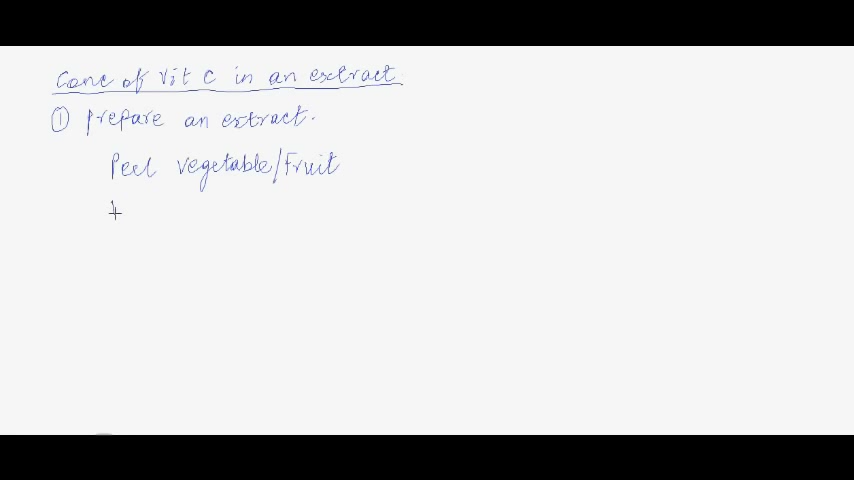 Conc of Vit C in an extract.
① Prepare an extract.
Peel vegetable/Fruit